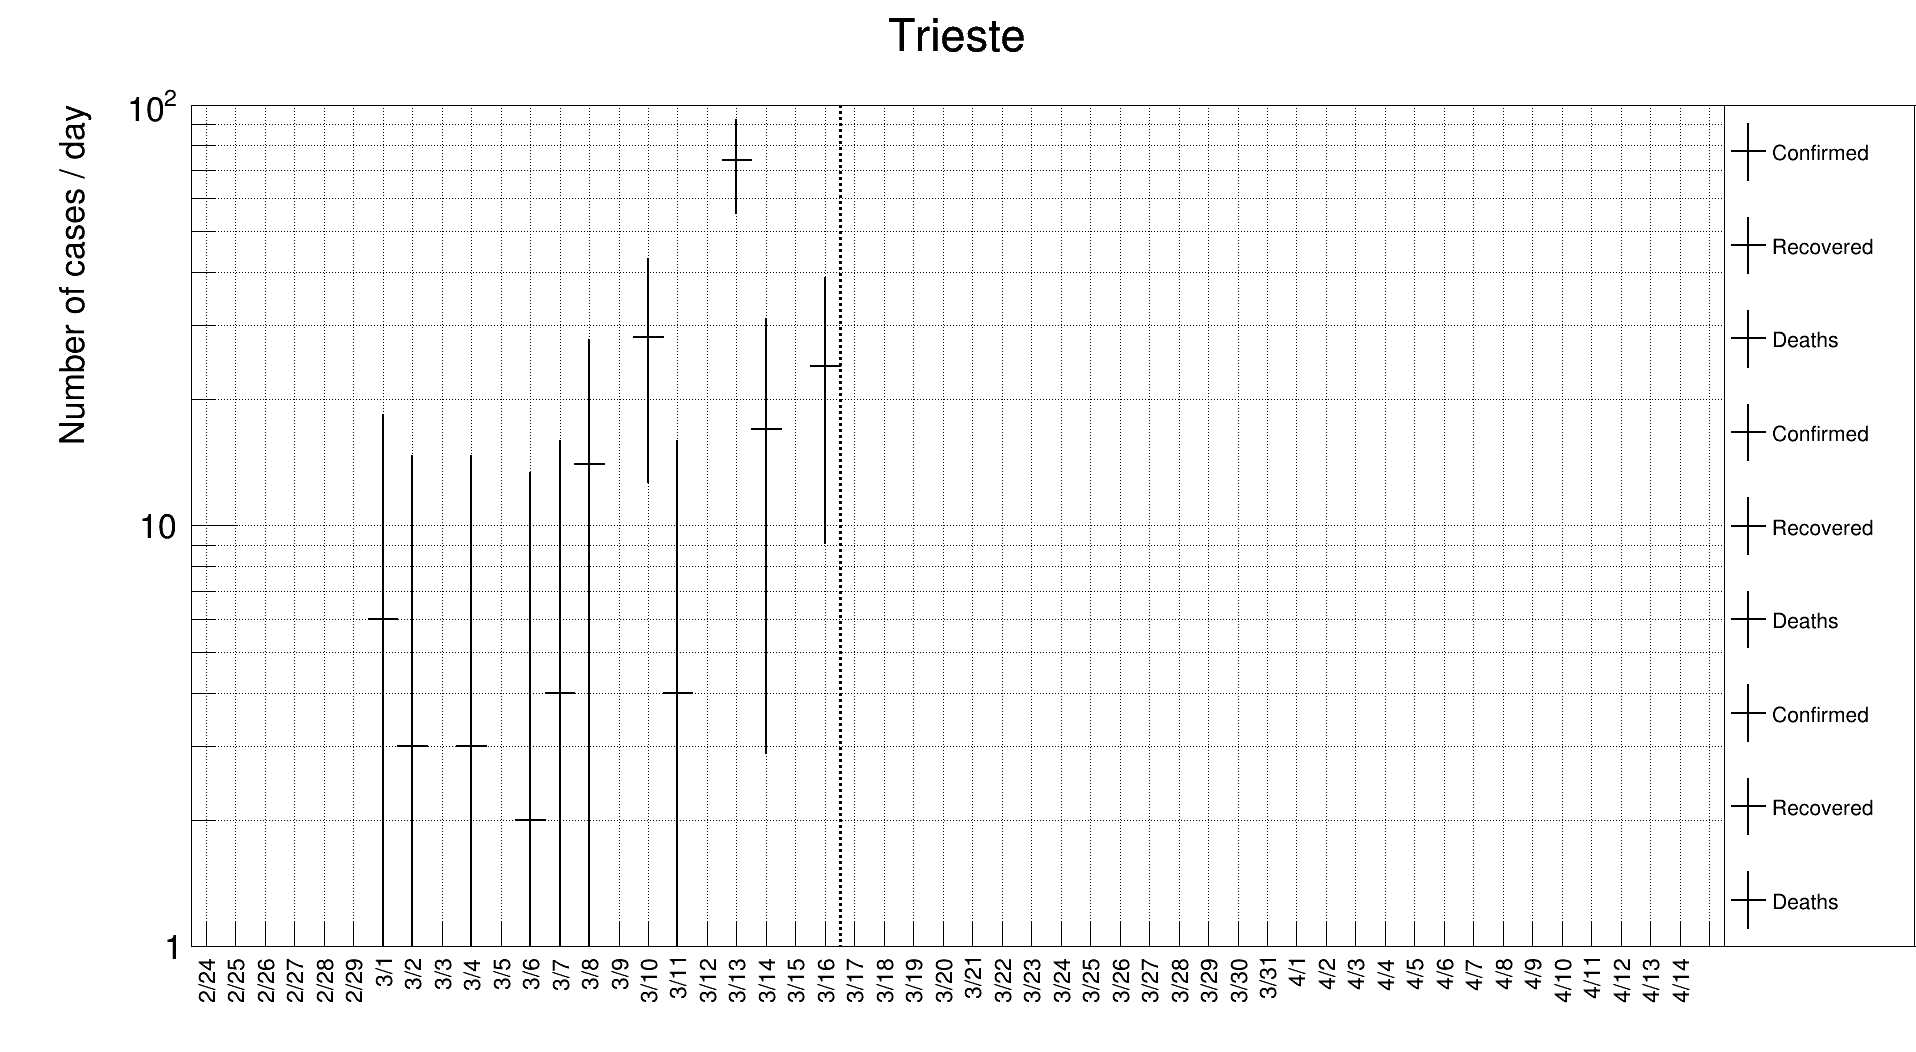 Trieste
Number of cases / day
10²
10
1
2/24 2/25 2/26 2/27 2/28 2/29 3/1 3/2 3/3 3/4 3/5 3/6 3/7 3/8 3/9 3/10 3/11 3/12 3/13 3/14 3/15 3/16 3/17 3/18 3/19 3/20 3/21 3/22 3/23 3/24 3/25 3/26 3/27 3/28 3/29 3/30 3/31 4/1 4/2 4/3 4/4 4/5 4/6 4/7 4/8 4/9 4/10 4/11 4/12 4/13 4/14
Confirmed
Recovered
Deaths
Confirmed
Recovered
Deaths
Confirmed
Recovered
Deaths